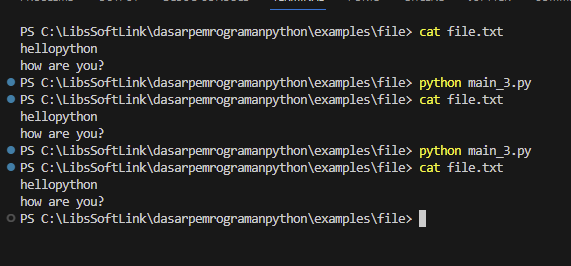 PS C:\LibsSoftLink\dasarpemrogramanpython\examples\file> cat file.txt
hellopython
how are you?
PS C:\LibsSoftLink\dasarpemrogramanpython\examples\file> python main_3.py
PS C:\LibsSoftLink\dasarpemrogramanpython\examples\file> cat file.txt
hellopython
how are you?
PS C:\LibsSoftLink\dasarpemrogramanpython\examples\file> python main_3.py
PS C:\LibsSoftLink\dasarpemrogramanpython\examples\file> cat file.txt
hellopython
how are you?
PS C:\LibsSoftLink\dasarpemrogramanpython\examples\file>